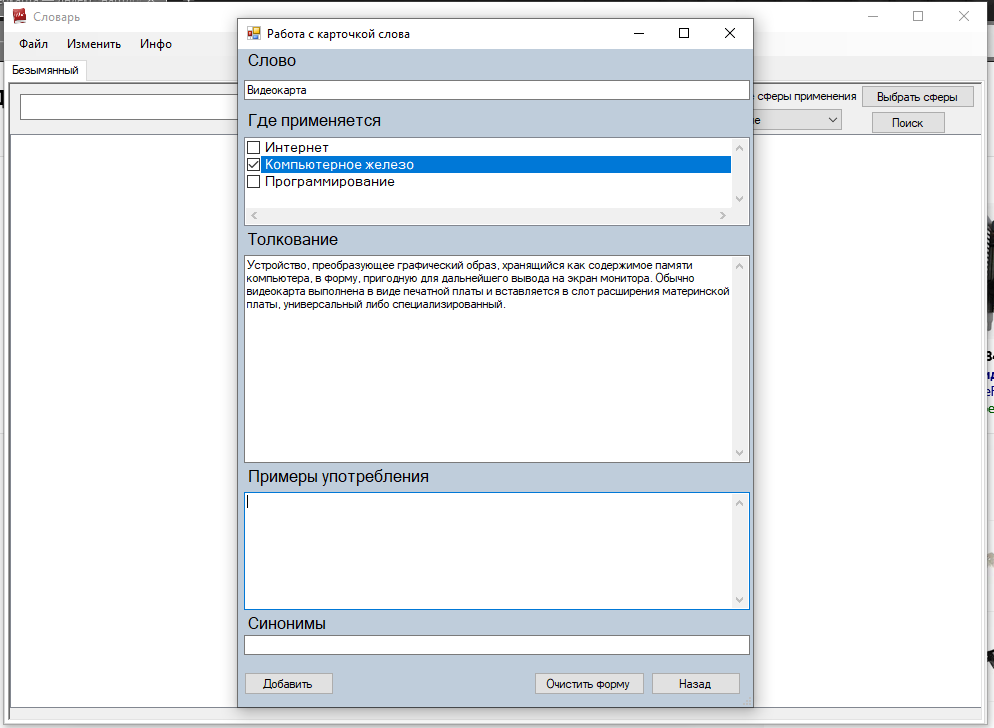 Словарь
Файл Изменить Инфо
Безымянный
сферы применения
Выбрать сферы
Поиск
Работа с карточкой слова
Слово
Видеокарта
Где применяется
Интернет
Компьютерное железо
Программирование
Толкование
Устройство, преобразующее графический образ, хранящийся как содержимое памяти
компьютера, в форму, пригодную для дальнейшего вывода на экран монитора. Обычно
видеокарта выполнена в виде печатной платы и вставляется в слот расширения материнской
платы, универсальный либо специализированный.
Примеры употребления
Синонимы
Добавить
Очистить форму
Назад